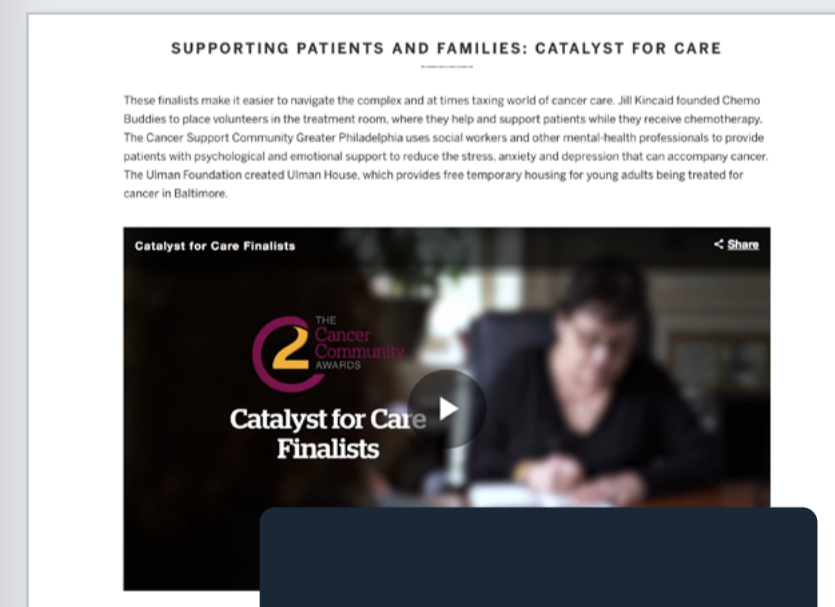 SUPPORTING PATIENTS AND FAMILIES: CATALYST FOR CARE
These finalists make it easier to navigate the complex and at times taxing world of cancer care. Jill Kincaid founded Chemo
Buddies to place volunteers in the treatment room, where they help and support patients while they receive chemotherapy.
The Cancer Support Community Greater Philadelphia uses social workers and other mental-health professionals to provide
patients with psychological and emotional support to reduce the stress, anxiety and depression that can accompany cancer.
The Ulman Foundation created Ulman House, which provides free temporary housing for young adults being treated for
cancer in Baltimore.
Catalyst for Care Finalists
Share
THE
C2
Cancer
Community
AWARDS
Catalyst for Care
Finalists